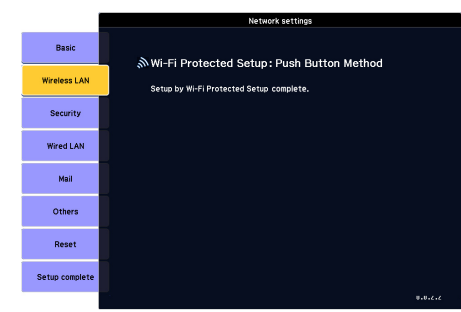 Network settings
Basic
Wireless LAN
Security
Wired LAN
Mail
Others
Reset
Setup complete
Wi-Fi Protected Setup: Push Button Method
Setup by Wi-Fi Protected Setup complete.